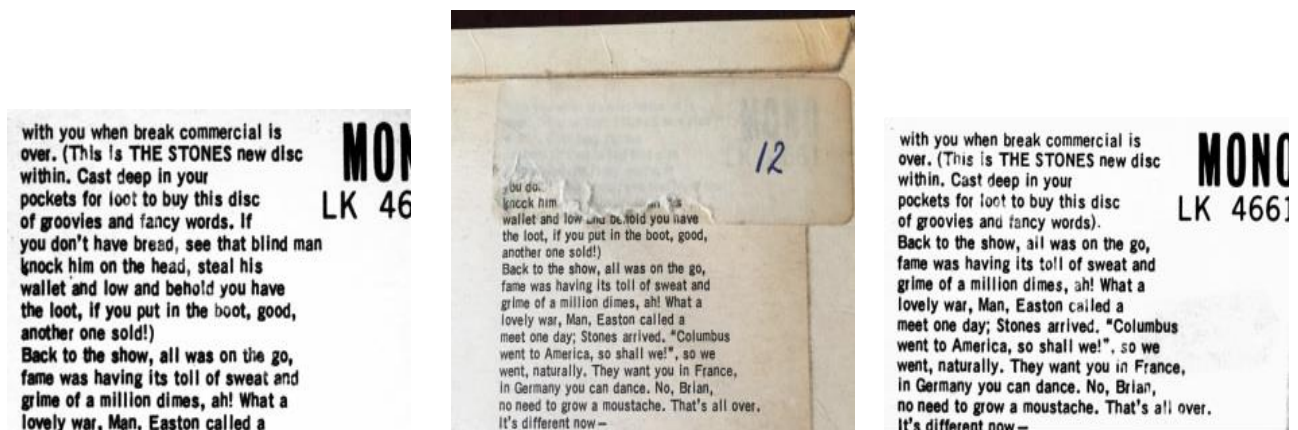 with you when break commercial is
over. (This is THE STONES new disc
within. Cast deep in your
pockets for loot to buy this disc
of groovies and fancy words. If
you don't have bread, see that blind man
knock him on the head, steal his
wallet and low and behold you have
the loot, if you put in the boot, good,
another one sold!)
Back to the show, all was on the go,
fame was having its toll of sweat and
grime of a million dimes, ah! What a
lovely war, Man, Easton called a
MON
LK 46
12
you do
knock him
wallet and low and behold you have
the loot, if you put in the boot, good,
another one sold!)
Back to the show, all was on the go,
fame was having its toll of sweat and
grime of a million dimes, ah! What a
lovely war, Man, Easton called a
meet one day; Stones arrived. "Columbus
went to America, so shall we!", so we
went, naturally. They want you in France,
in Germany you can dance. No, Brian,
no need to grow a moustache. That's all over.
It's different now—
with you when break commercial is
over. (This is THE STONES new disc
within. Cast deep in your
pockets for loot to buy this disc
of groovies and fancy words).
Back to the show, all was on the go,
fame was having its toll of sweat and
grime of a million dimes, ah! What a
lovely war, Man, Easton called a
meet one day; Stones arrived. "Columbus
went to America, so shall we!", so we
went, naturally. They want you in France,
in Germany you can dance. No, Brian,
no need to grow a moustache. That's all over.
It's different now—
MONO
LK 4661